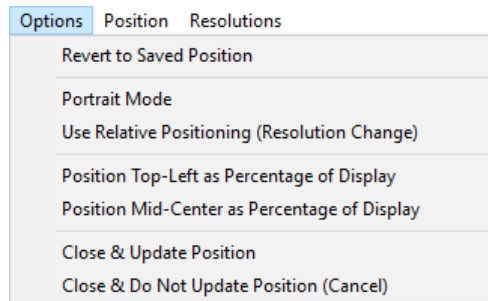 Options Position Resolutions
Revert to Saved Position
Portrait Mode
Use Relative Positioning (Resolution Change)
Position Top-Left as Percentage of Display
Position Mid-Center as Percentage of Display
Close & Update Position
Close & Do Not Update Position (Cancel)